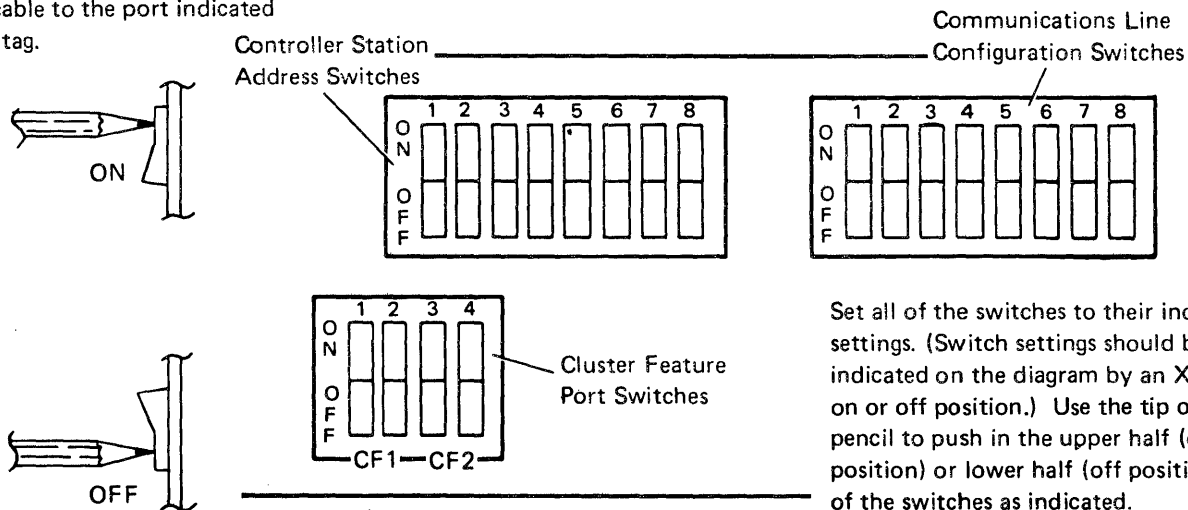 cable to the port indicated
tag.
Controller Station
Address Switches
Communications Line
Configuration Switches
ON
1 2 3 4 5 6 7 8
ON
OFF
1 2 3 4 5 6 7 8
ON
OFF
1 2 3 4
ON
OFF
CF1 CF2
Cluster Feature
Port Switches
OFF
Set all of the switches to their
settings. (Switch settings should
indicated on the diagram by an X
on or off position.) Use the tip
pencil to push in the upper half
position) or lower half (off
of the switches as indicated.